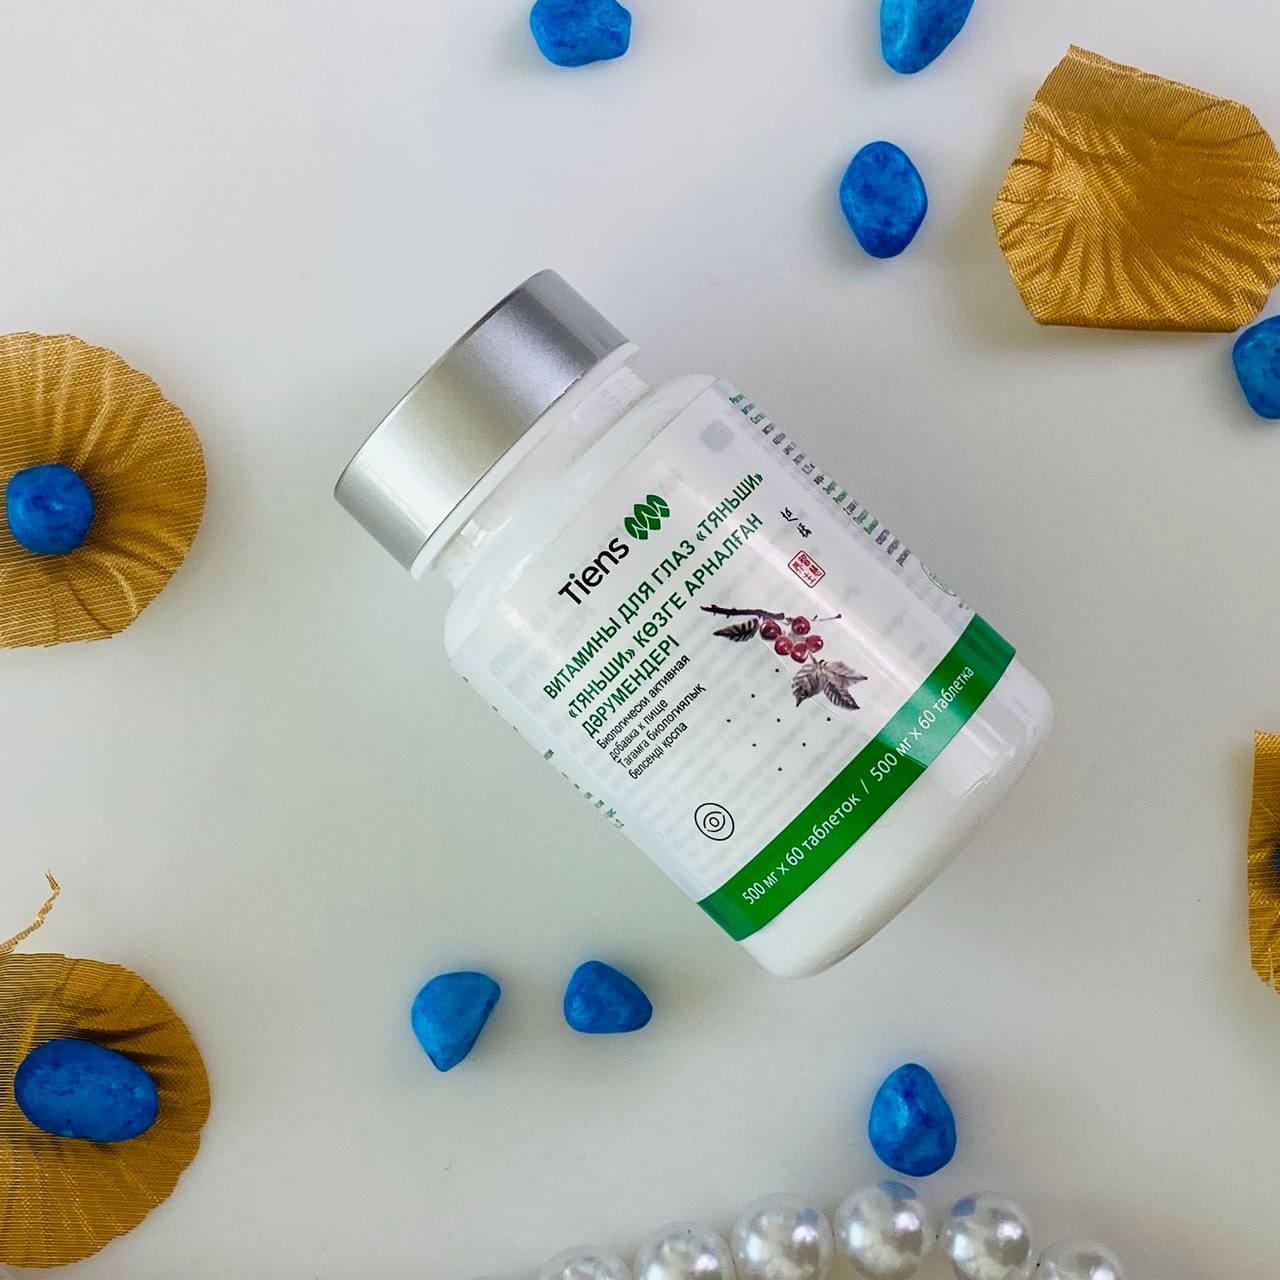 Tiens
ВИТАМИНЫ ДЛЯ ГЛАЗ «ТЯНЬШИ»
«ТЯНЬШИ» КӨЗГЕ АРНАЛҒАН
ДӘРУМЕНДЕРІ
Биологически активная
добавка к пище
Тағамға биологиялық
белсенді қоспа
500 мг x 60 таблеток / 500 мг x 60 таблетка